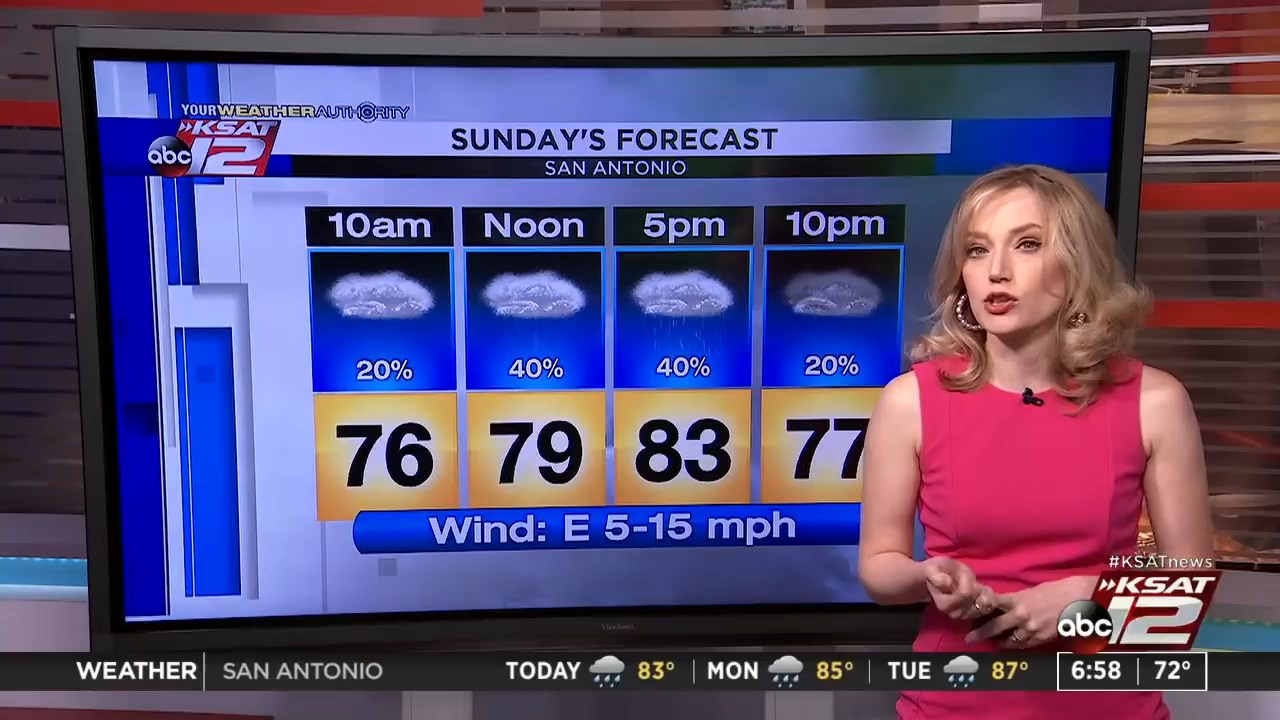 YOUR WEATHER AUTHORITY
KSAT
abc 12
SUNDAY'S FORECAST
SAN ANTONIO
10am Noon 5pm 10pm
20% 40% 40% 20%
76 79 83 77
Wind: E 5-15 mph
ViewSonic
#KSATnews
KSAT
abc 12
WEATHER SAN ANTONIO TODAY 83° MON 85° TUE 87° 6:58 72°